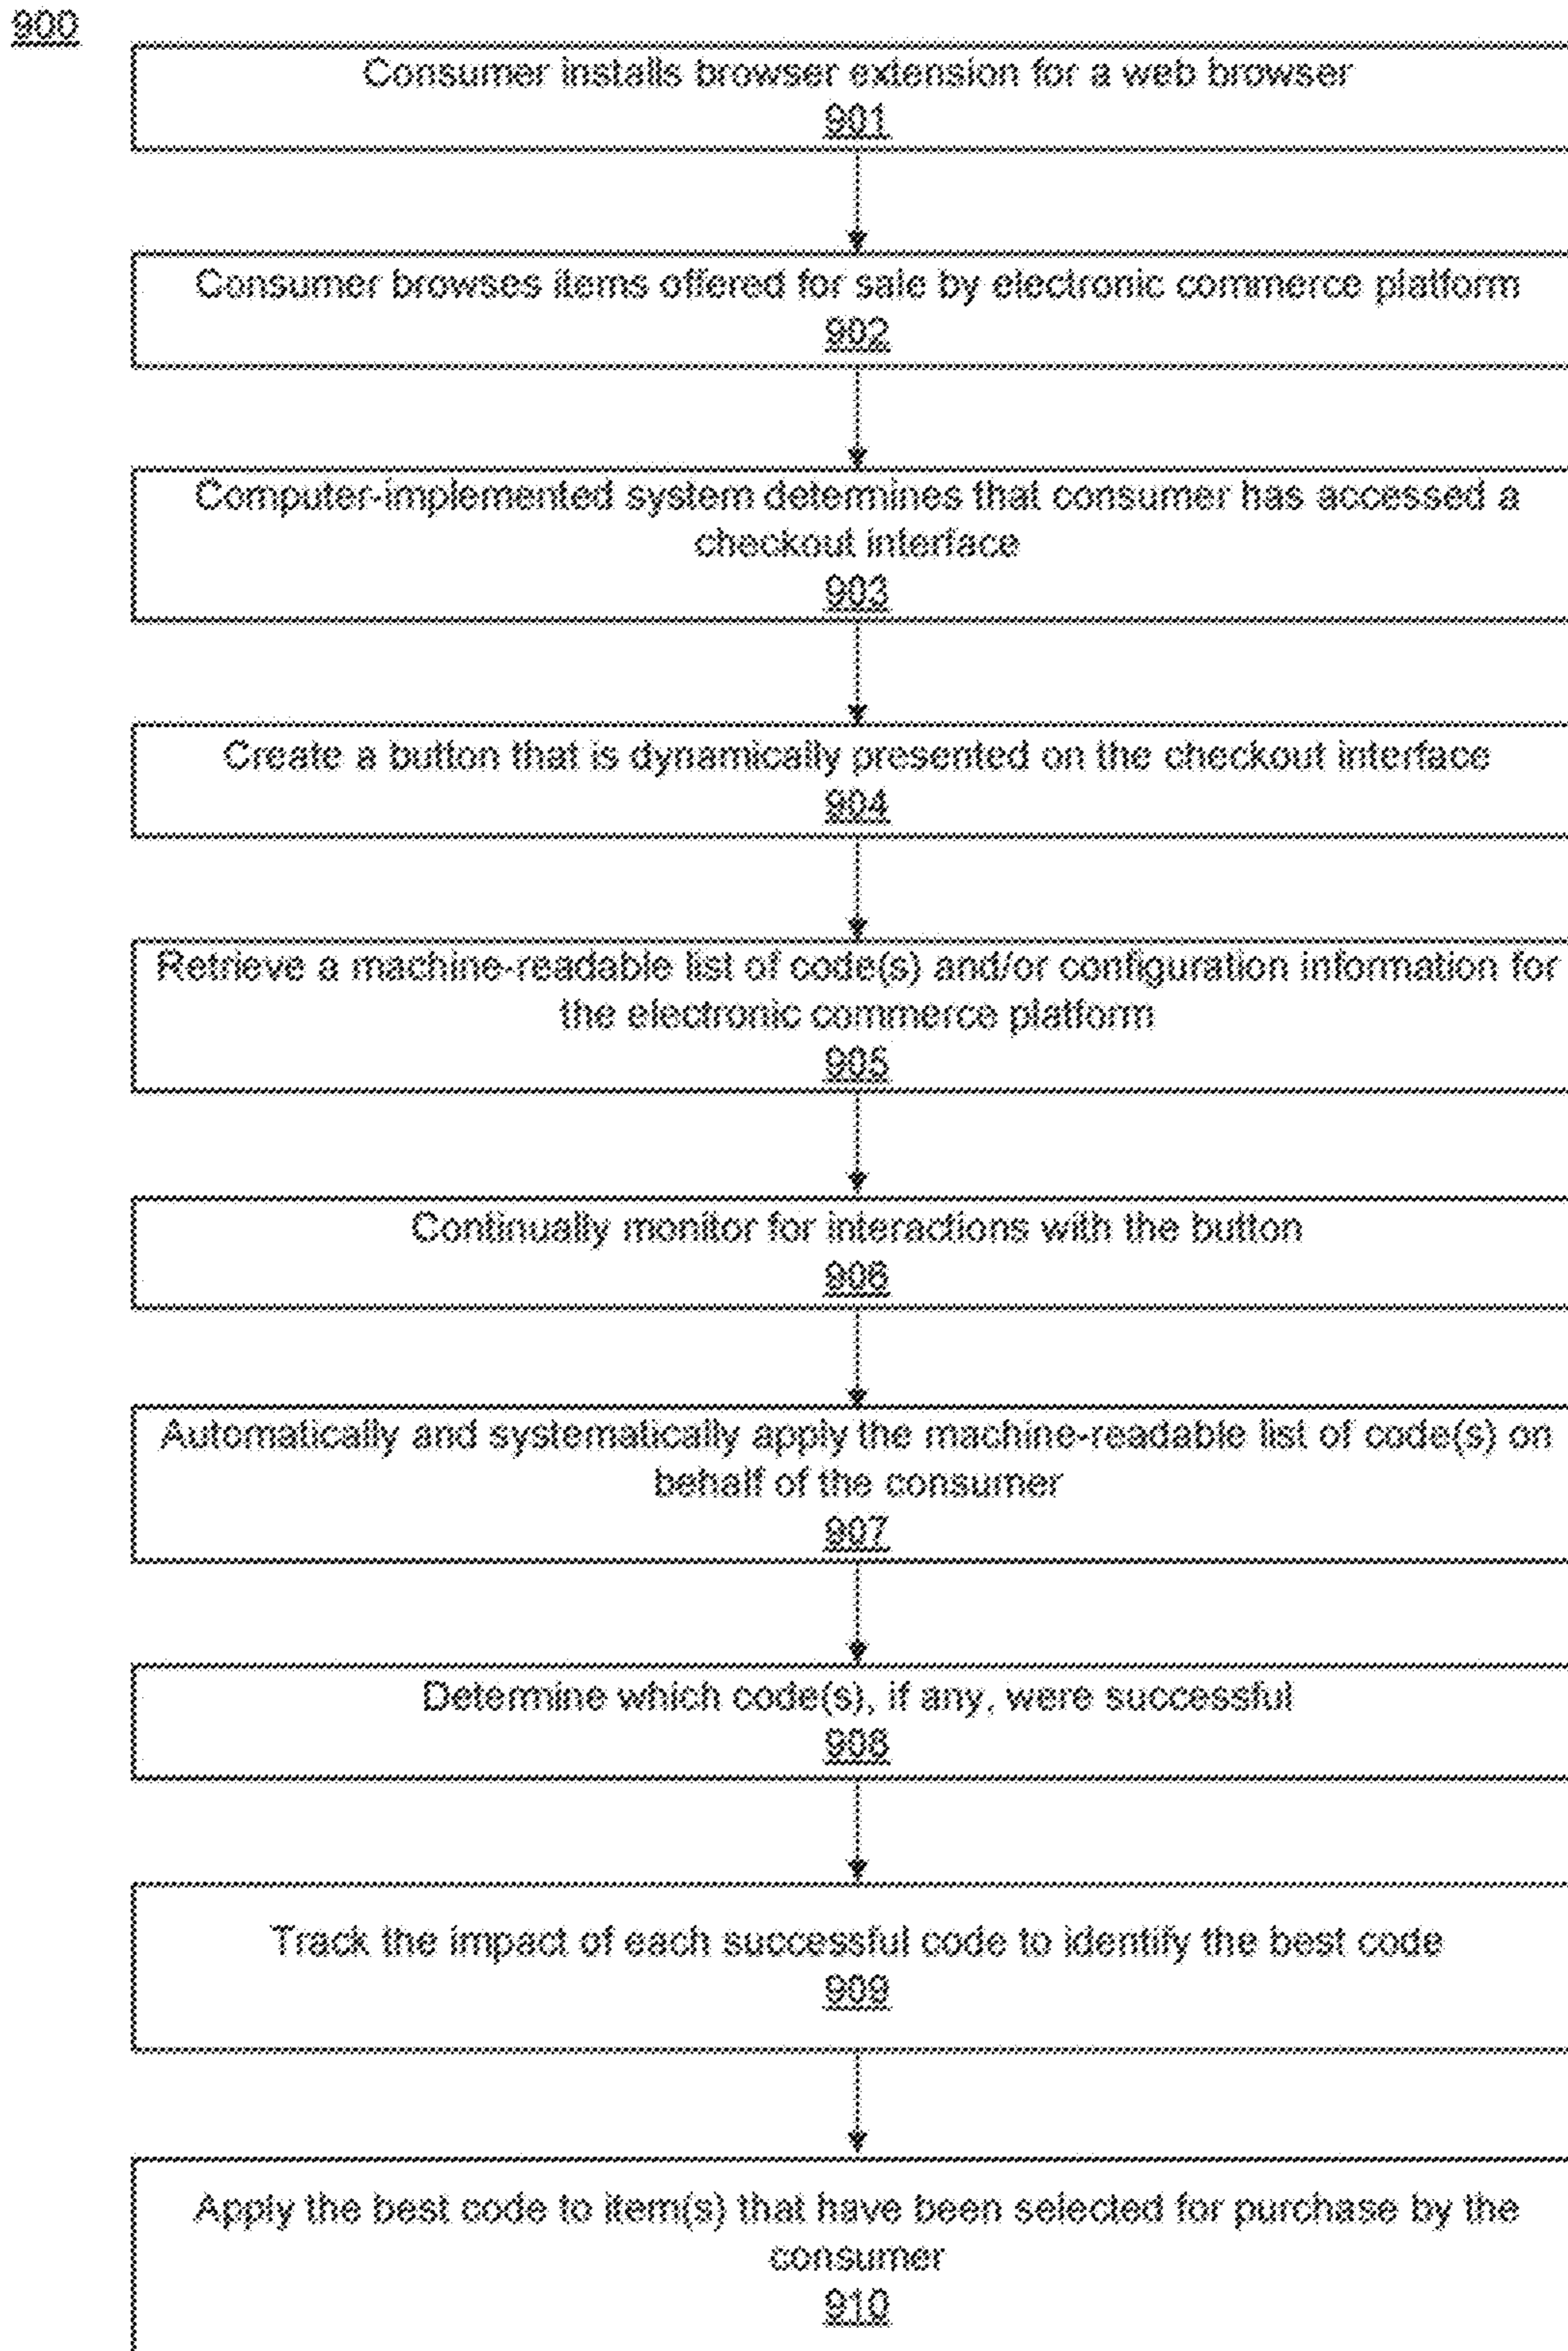 900
Consumer installs browser extension for a web browser
901
Consumer browses items offered for sale by electronic commerce platform
902
Computer-implemented system determines that consumer has accessed a
checkout interface
903
Create a button that is dynamically presented on the checkout interface
904
Retrieve a machine-readable list of code(s) and/or configuration information for
the electronic commerce platform
905
Continually monitor for interactions with the button
906
Automatically and systematically apply the machine-readable list of code(s) on
behalf of the consumer
907
Determine which code(s), if any, were successful
908
Track the impact of each successful code to identify the best code
909
Apply the best code to item(s) that have been selected for purchase by the
consumer
910